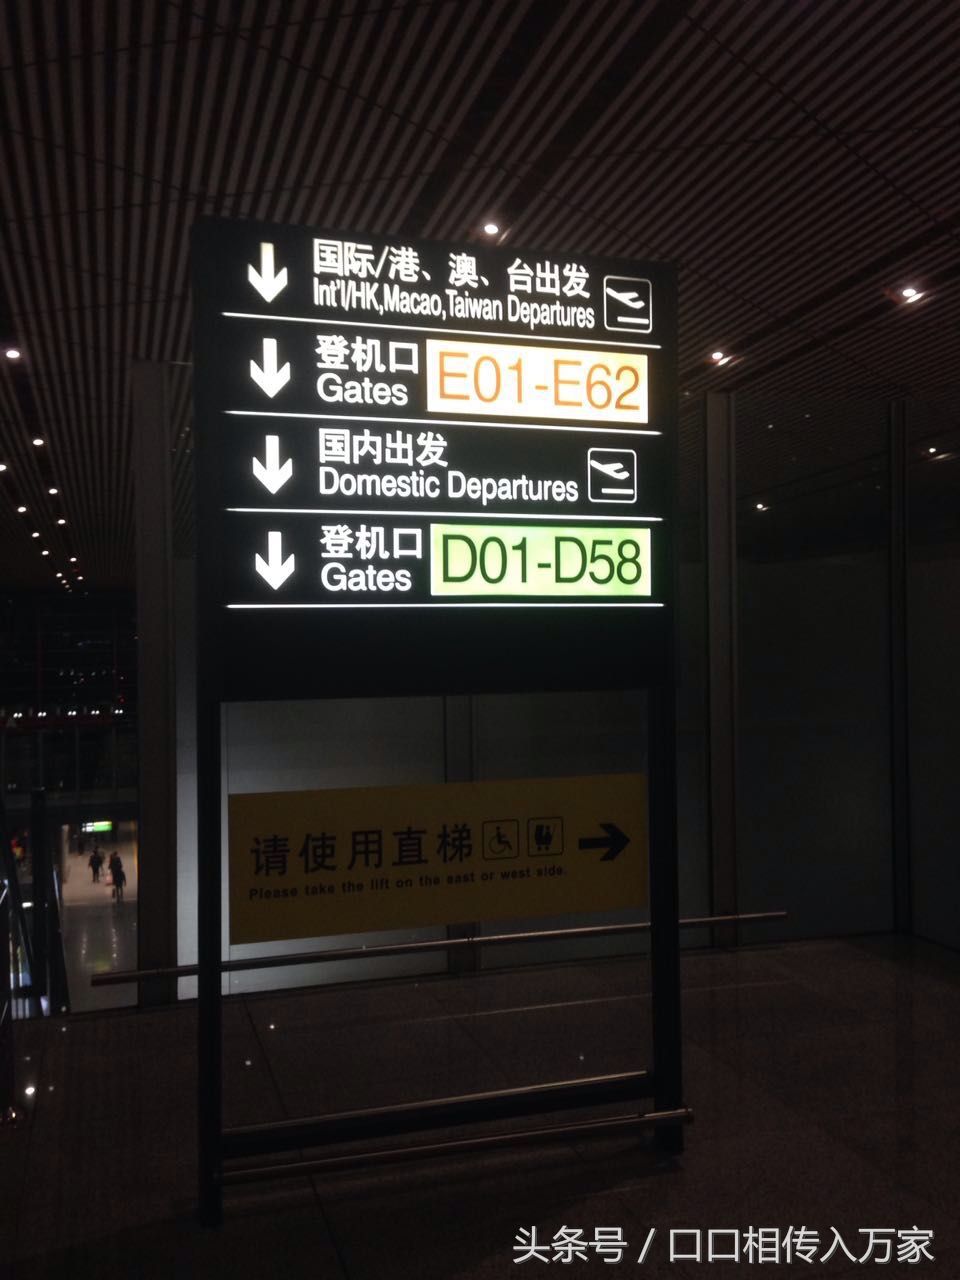 国际/港、澳、台出发
Int'l/HK,Macao,Taiwan Departures
登机口
Gates
E01-E62
国内出发
Domestic Departures
登机口
Gates
D01-D58
请使用直梯
Please take the lift on the east or west side.
头条号 / 口口相传入万家